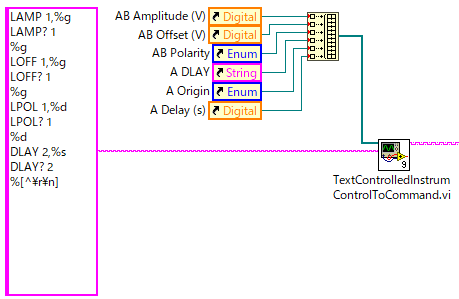 LAMP 1,%g
LAMP? 1
%g
LOFF 1,%g
LOFF? 1
%g
LPOL 1,%d
LPOL? 1
%d
DLAY 2,%s
DLAY? 2
%[^¥r¥n]
AB Amplitude (V) Digital
AB Offset (V) Digital
AB Polarity Enum
A DLAY String
A Origin Enum
A Delay (s) Digital
9
TextControlledInstrum
ControlToCommand.vi